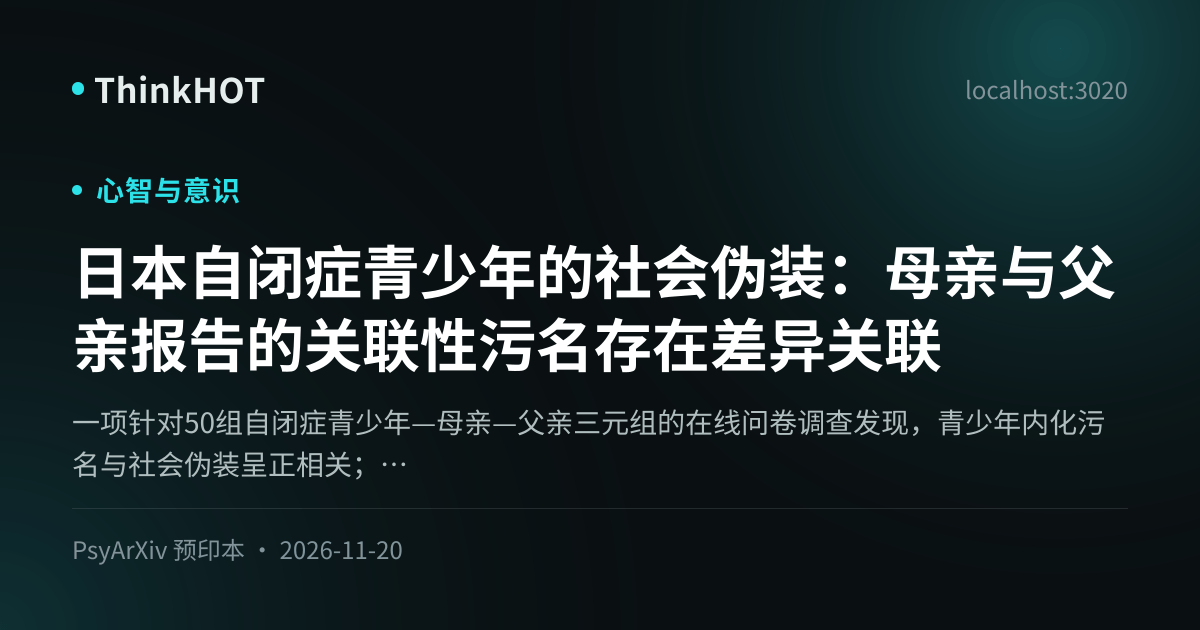 ThinkHOT
localhost:3020
心智与意识
日本自闭症青少年的社会伪装：母亲与父
亲报告的关联性污名存在差异关联
一项针对50组自闭症青少年—母亲—父亲三元组的在线问卷调查发现，青少年内化污
名与社会伪装呈正相关；…
PsyArXiv 预印本 · 2026-11-20